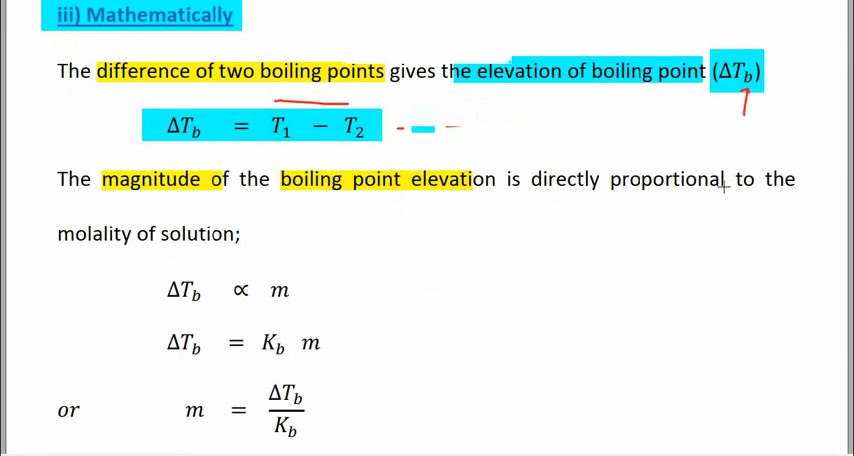 iii) Mathematically
The difference of two boiling points gives the elevation of boiling point (ΔT_b)
ΔT_b = T_1 − T_2
The magnitude of the boiling point elevation is directly proportional to the
molality of solution;
ΔT_b ∝ m
ΔT_b = K_b m
or m = ΔT_b / K_b